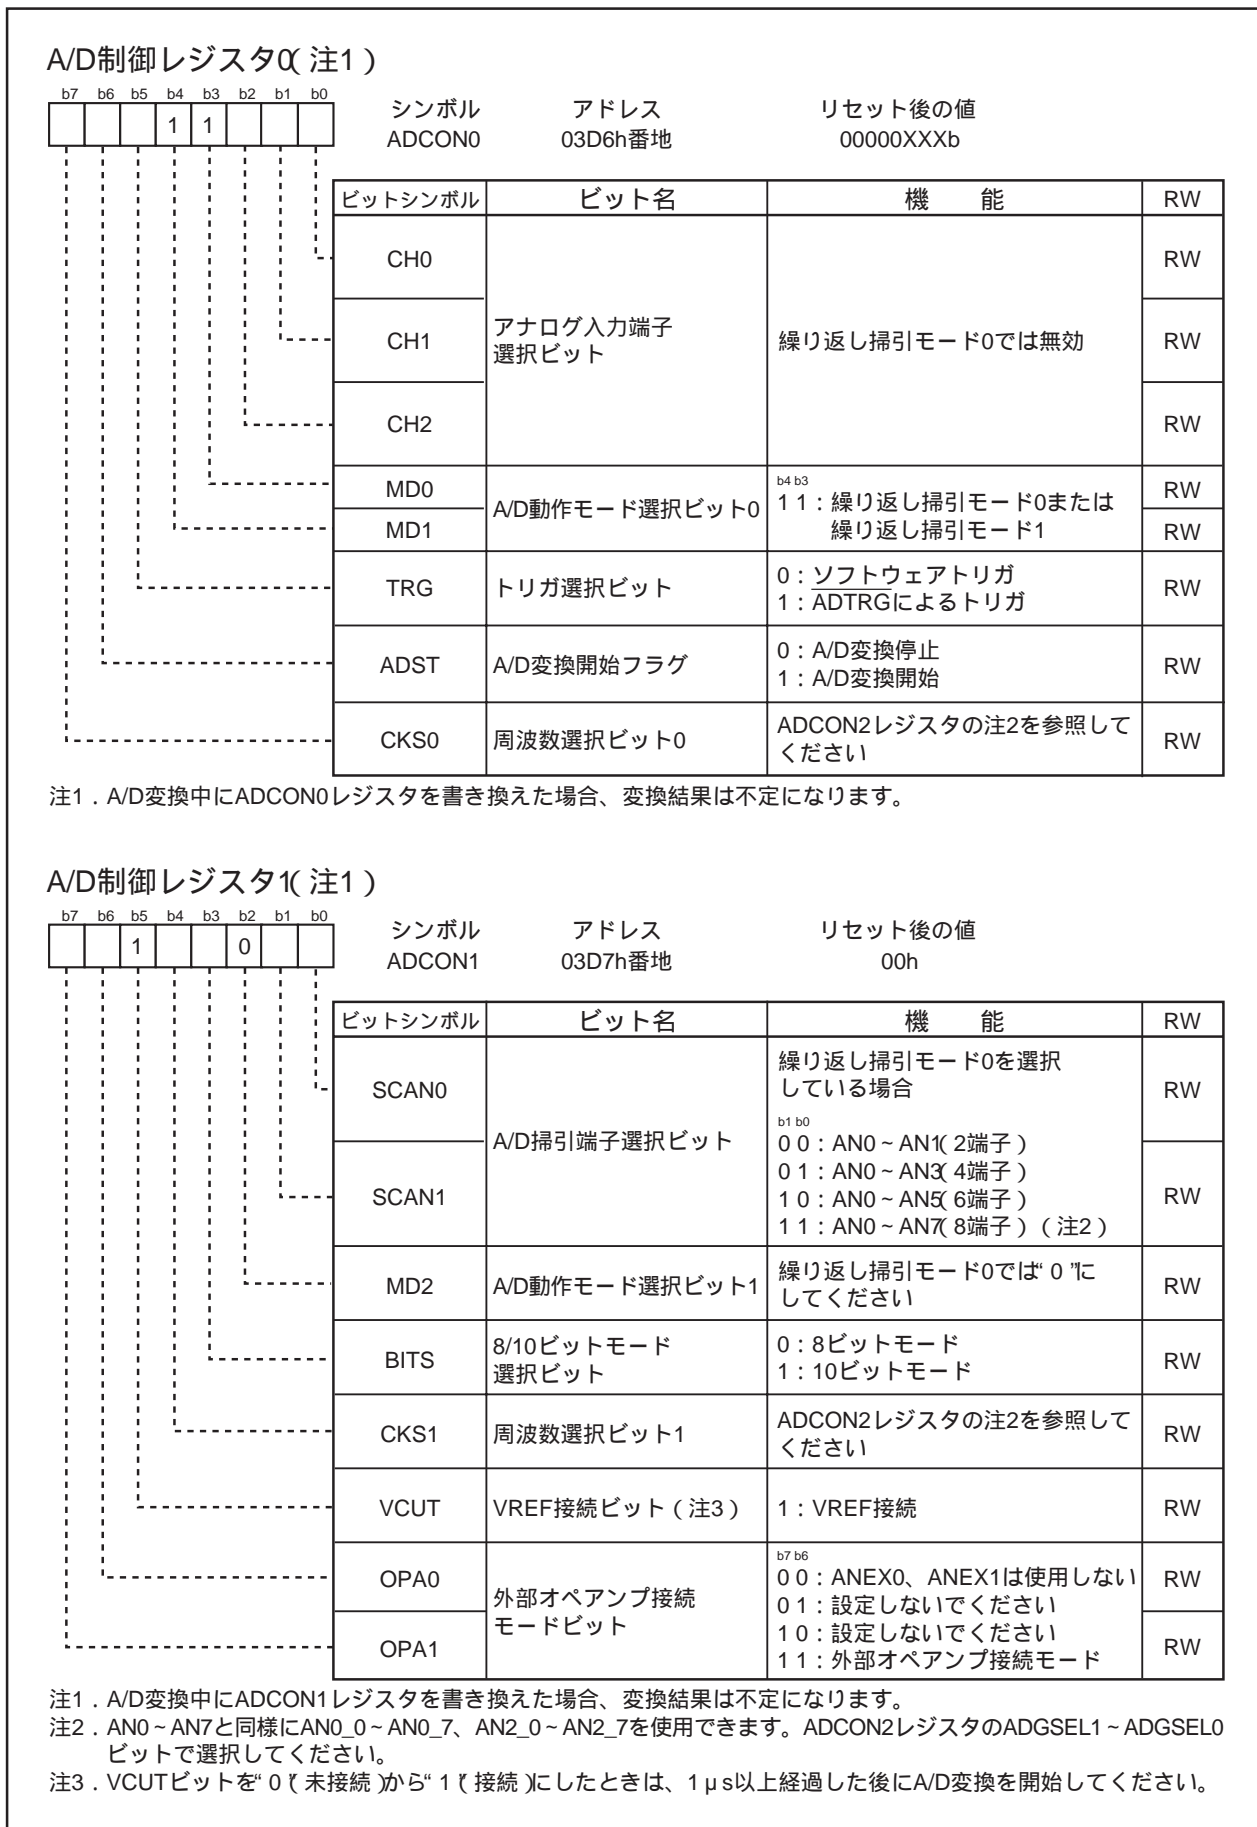 A/D制御レジスタ0(注1)
b7 b6 b5 b4 b3 b2 b1 b0
1 1
シンボル アドレス リセット後の値
ADCON0 03D6h番地 00000XXXb
ビットシンボル ビット名 機 能 RW
CH0 RW
CH1 アナログ入力端子
選択ビット 繰り返し掃引モード0では無効 RW
CH2 RW
MD0 RW
MD1 RW
A/D動作モード選択ビット0
b4 b3
1 1:繰り返し掃引モード0または
繰り返し掃引モード1
TRG トリガ選択ビット RW
0:ソフトウェアトリガ
1:ADTRGによるトリガ
ADST A/D変換開始フラグ RW
0:A/D変換停止
1:A/D変換開始
CKS0 周波数選択ビット0 RW
ADCON2レジスタの注2を参照して
ください
注1.A/D変換中にADCON0レジスタを書き換えた場合、変換結果は不定になります。
A/D制御レジスタ1(注1)
b7 b6 b5 b4 b3 b2 b1 b0
1 0
シンボル アドレス リセット後の値
ADCON1 03D7h番地 00h
ビットシンボル ビット名 機 能 RW
SCAN0 RW
SCAN1 RW
A/D掃引端子選択ビット
繰り返し掃引モード0を選択
している場合
b1 b0
0 0:AN0~AN1(2端子)
0 1:AN0~AN3(4端子)
1 0:AN0~AN5(6端子)
1 1:AN0~AN7(8端子)(注2)
MD2 A/D動作モード選択ビット1 RW
繰り返し掃引モード0では“0”に
してください
BITS RW
8/10ビットモード
選択ビット
0:8ビットモード
1:10ビットモード
CKS1 周波数選択ビット1 RW
ADCON2レジスタの注2を参照して
ください
VCUT VREF接続ビット(注3) 1:VREF接続 RW
OPA0 RW
OPA1 RW
外部オペアンプ接続
モードビット
b7 b6
0 0:ANEX0、ANEX1は使用しない
0 1:設定しないでください
1 0:設定しないでください
1 1:外部オペアンプ接続モード
注1.A/D変換中にADCON1レジスタを書き換えた場合、変換結果は不定になります。
注2.AN0~AN7と同様にAN0_0~AN0_7、AN2_0~AN2_7を使用できます。ADCON2レジスタのADGSEL1~ADGSEL0
ビットで選択してください。
注3.VCUTビットを“0”(未接続)から“1”(接続)にしたときは、1μs以上経過した後にA/D変換を開始してください。